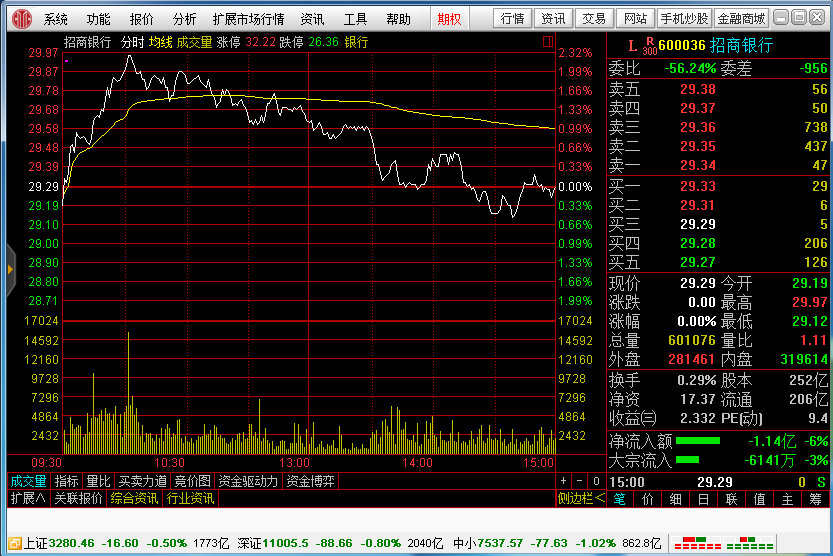 系统 功能 报价 分析 扩展市场行情 资讯 工具 帮助 期权 行情 资讯 交易 网站 手机炒股 金融商城
招商银行 分时 均线 成交量 涨停 32.22 跌停 26.36 银行
29.97 2.32%
29.87 1.99%
29.78 1.66%
29.68 1.33%
29.58 0.99%
29.48 0.66%
29.39 0.33%
29.29 0.00%
29.19 0.33%
29.10 0.66%
29.00 0.99%
28.90 1.33%
28.80 1.66%
28.71 1.99%
17024 17024
14592 14592
12160 12160
9728 9728
7296 7296
4864 4864
2432 2432
09:30 10:30 13:00 14:00 15:00
成交量 指标 量比 买卖力道 竞价图 资金驱动力 资金博弈 + - 0
扩展∧ 关联报价 综合资讯 行业资讯 侧边栏<
L R 300 600036 招商银行
委比 -56.24% 委差 -956
卖五 29.38 56
卖四 29.37 50
卖三 29.36 738
卖二 29.35 437
卖一 29.34 47
买一 29.33 29
买二 29.31 6
买三 29.29 5
买四 29.28 206
买五 29.27 126
现价 29.29 今开 29.19
涨跌 0.00 最高 29.97
涨幅 0.00% 最低 29.12
总量 601076 量比 1.11
外盘 281461 内盘 319614
换手 0.29% 股本 252亿
净资 17.37 流通 206亿
收益㈢ 2.332 PE(动) 9.4
净流入额 -1.14亿 -6%
大宗流入 -6141万 -3%
15:00 29.29 0 S
笔 价 细 日 联 值 主 筹
上证3280.46 -16.60 -0.50% 1773亿 深证11005.5 -88.66 -0.80% 2040亿 中小7537.57 -77.63 -1.02% 862.8亿